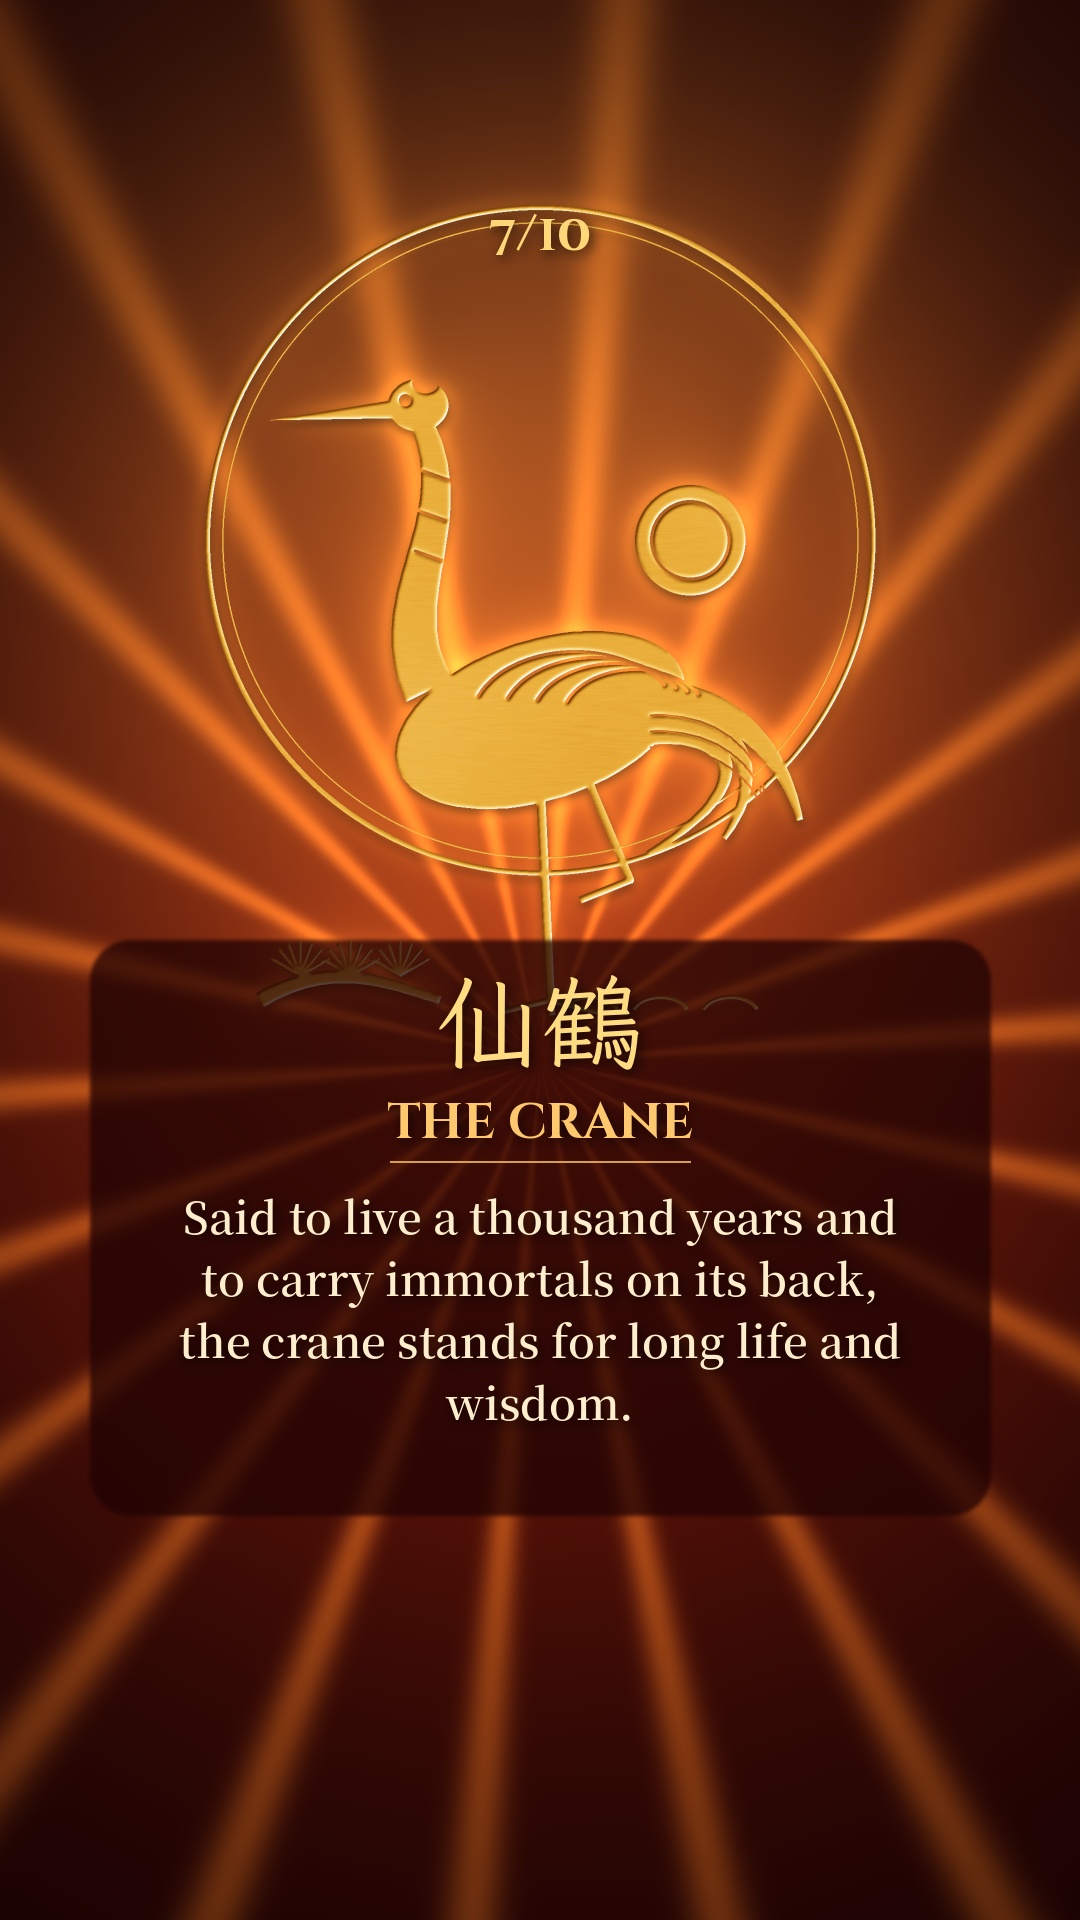 7/10
仙鶴
THE CRANE
Said to live a thousand years and
to carry immortals on its back,
the crane stands for long life and
wisdom.